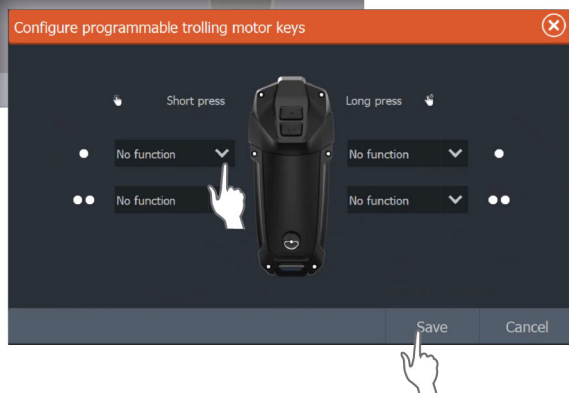 Configure programmable trolling motor keys
Short press
Long press
No function
No function
No function
No function
Save
Cancel